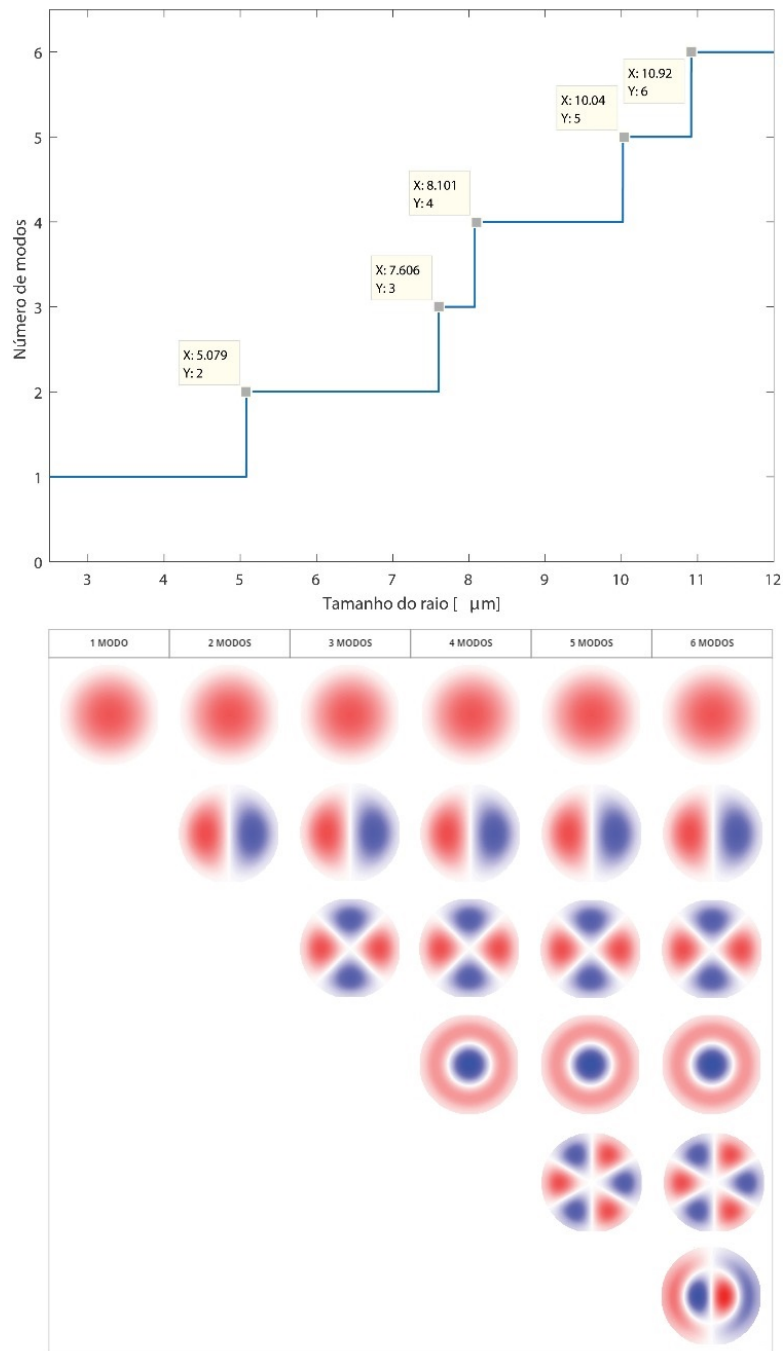 6
5
4
3
2
1
0
Número de modos
X: 10.92
Y: 6
X: 10.04
Y: 5
X: 8.101
Y: 4
X: 7.606
Y: 3
X: 5.079
Y: 2
3 4 5 6 7 8 9 10 11 12
Tamanho do raio [ μm]
1 MODO 2 MODOS 3 MODOS 4 MODOS 5 MODOS 6 MODOS